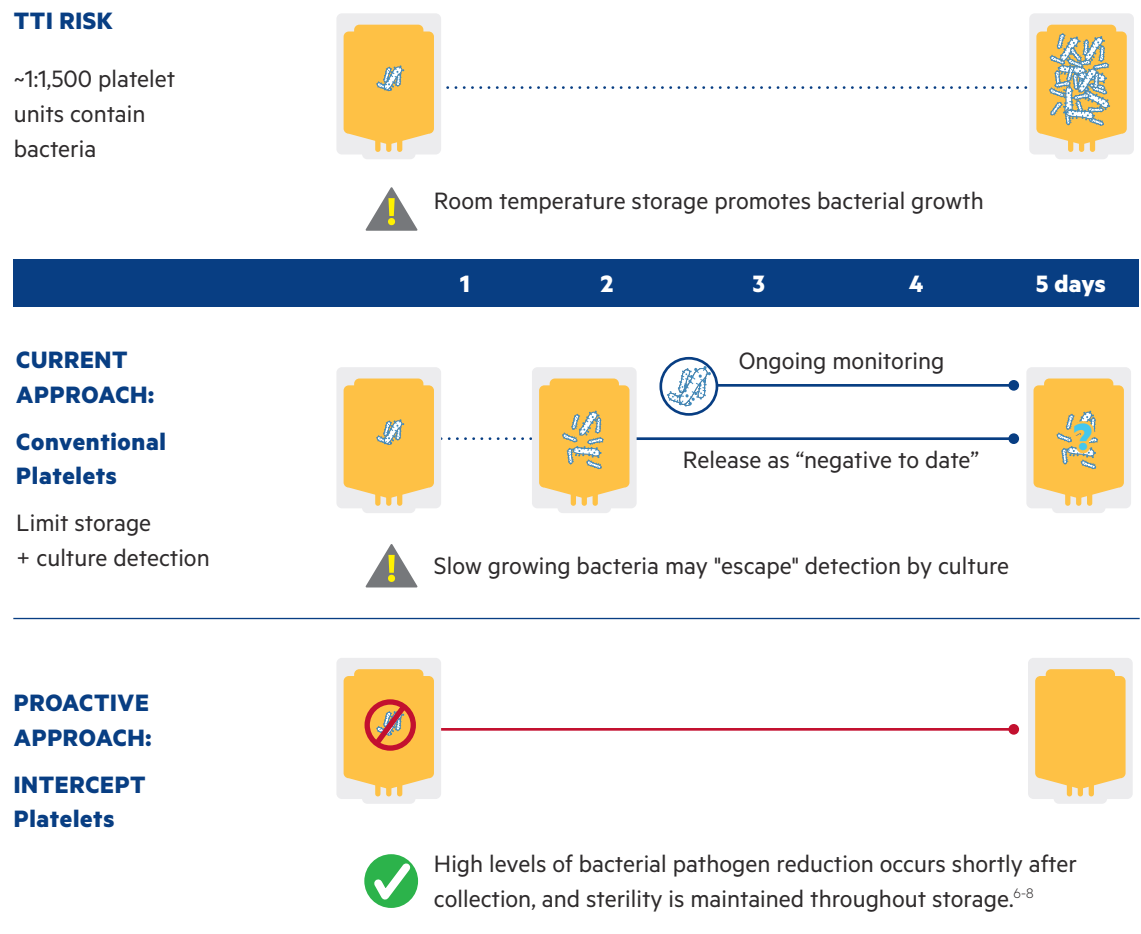 TTI RISK
~1:1,500 platelet
units contain
bacteria
Room temperature storage promotes bacterial growth
1 2 3 4 5 days
CURRENT
APPROACH:
Conventional
Platelets
Limit storage
+ culture detection
Ongoing monitoring
Release as “negative to date”
?
Slow growing bacteria may "escape" detection by culture
PROACTIVE
APPROACH:
INTERCEPT
Platelets
High levels of bacterial pathogen reduction occurs shortly after
collection, and sterility is maintained throughout storage.6-8